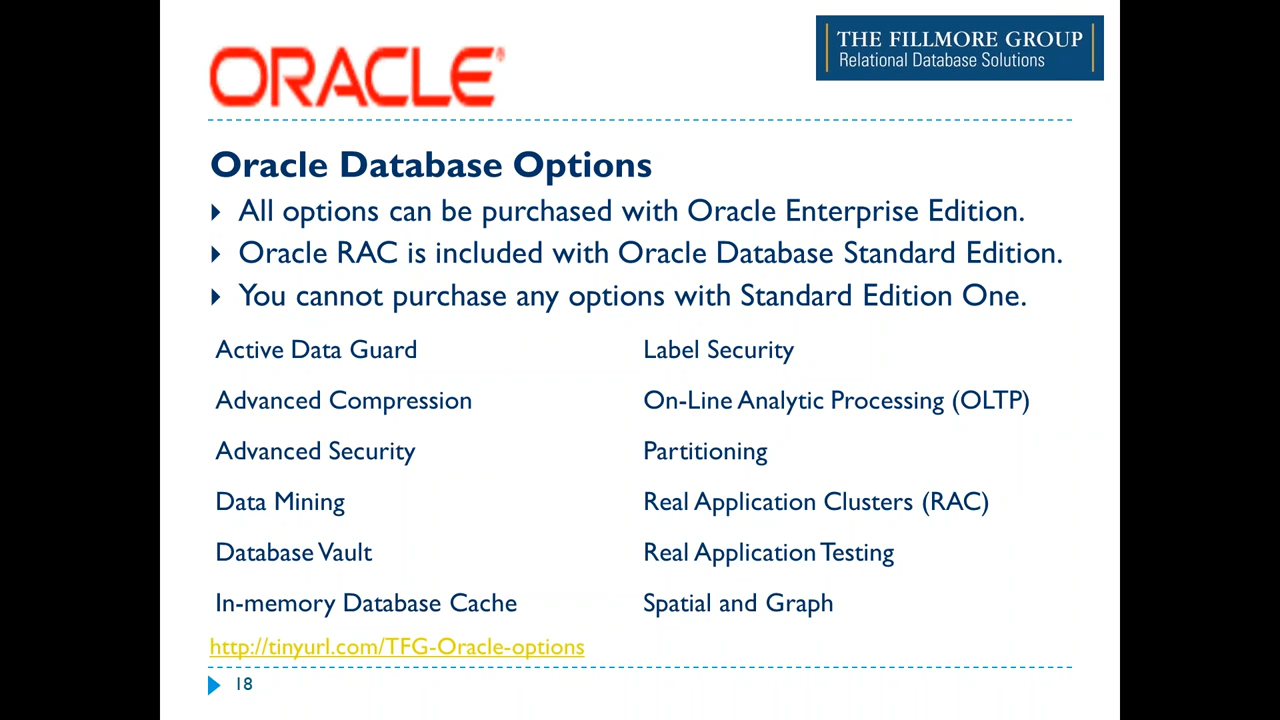 ORACLE®
THE FILLMORE GROUP
Relational Database Solutions
Oracle Database Options
All options can be purchased with Oracle Enterprise Edition.
Oracle RAC is included with Oracle Database Standard Edition.
You cannot purchase any options with Standard Edition One.
Active Data Guard
Label Security
Advanced Compression
On-Line Analytic Processing (OLTP)
Advanced Security
Partitioning
Data Mining
Real Application Clusters (RAC)
Database Vault
Real Application Testing
In-memory Database Cache
Spatial and Graph
http://tinyurl.com/TFG-Oracle-options
18